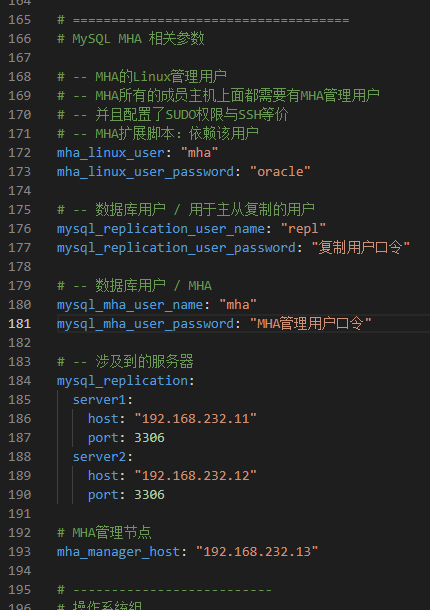 164
165 # ====================================
166 # MySQL MHA 相关参数
167
168 # -- MHA的Linux管理用户
169 # -- MHA所有的成员主机上面都需要有MHA管理用户
170 # -- 并且配置了SUDO权限与SSH等价
171 # -- MHA扩展脚本: 依赖该用户
172 mha_linux_user: "mha"
173 mha_linux_user_password: "oracle"
174
175 # -- 数据库用户 / 用于主从复制的用户
176 mysql_replication_user_name: "repl"
177 mysql_replication_user_password: "复制用户口令"
178
179 # -- 数据库用户 / MHA
180 mysql_mha_user_name: "mha"
181 mysql_mha_user_password: "MHA管理用户口令"
182
183 # -- 涉及到的服务器
184 mysql_replication:
185 server1:
186 host: "192.168.232.11"
187 port: 3306
188 server2:
189 host: "192.168.232.12"
190 port: 3306
191
192 # MHA管理节点
193 mha_manager_host: "192.168.232.13"
194
195 # --------------------------
196 # 操作系统组